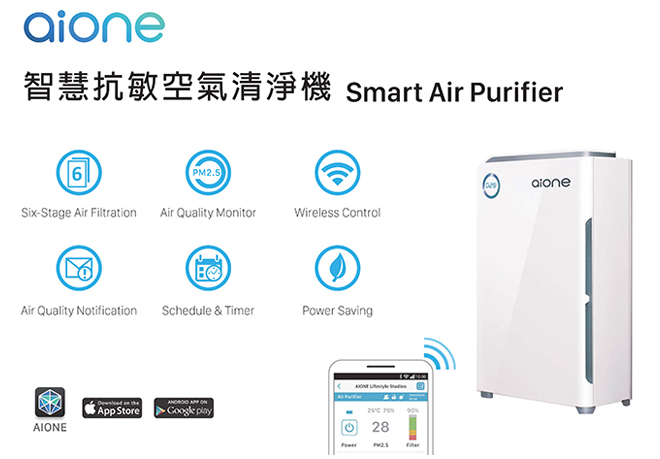 aione
智慧抗敏空氣清淨機 Smart Air Purifier
6
PM2.5
Six-Stage Air Filtration
Air Quality Monitor
Wireless Control
Air Quality Notification
Schedule & Timer
Power Saving
aione
10:00
AIONE Lifestyle Studios
Air Purifier
25°C 75%
90%
28
Power
PM2.5
Filter
AIONE
Download on the
App Store
ANDROID APP ON
Google play